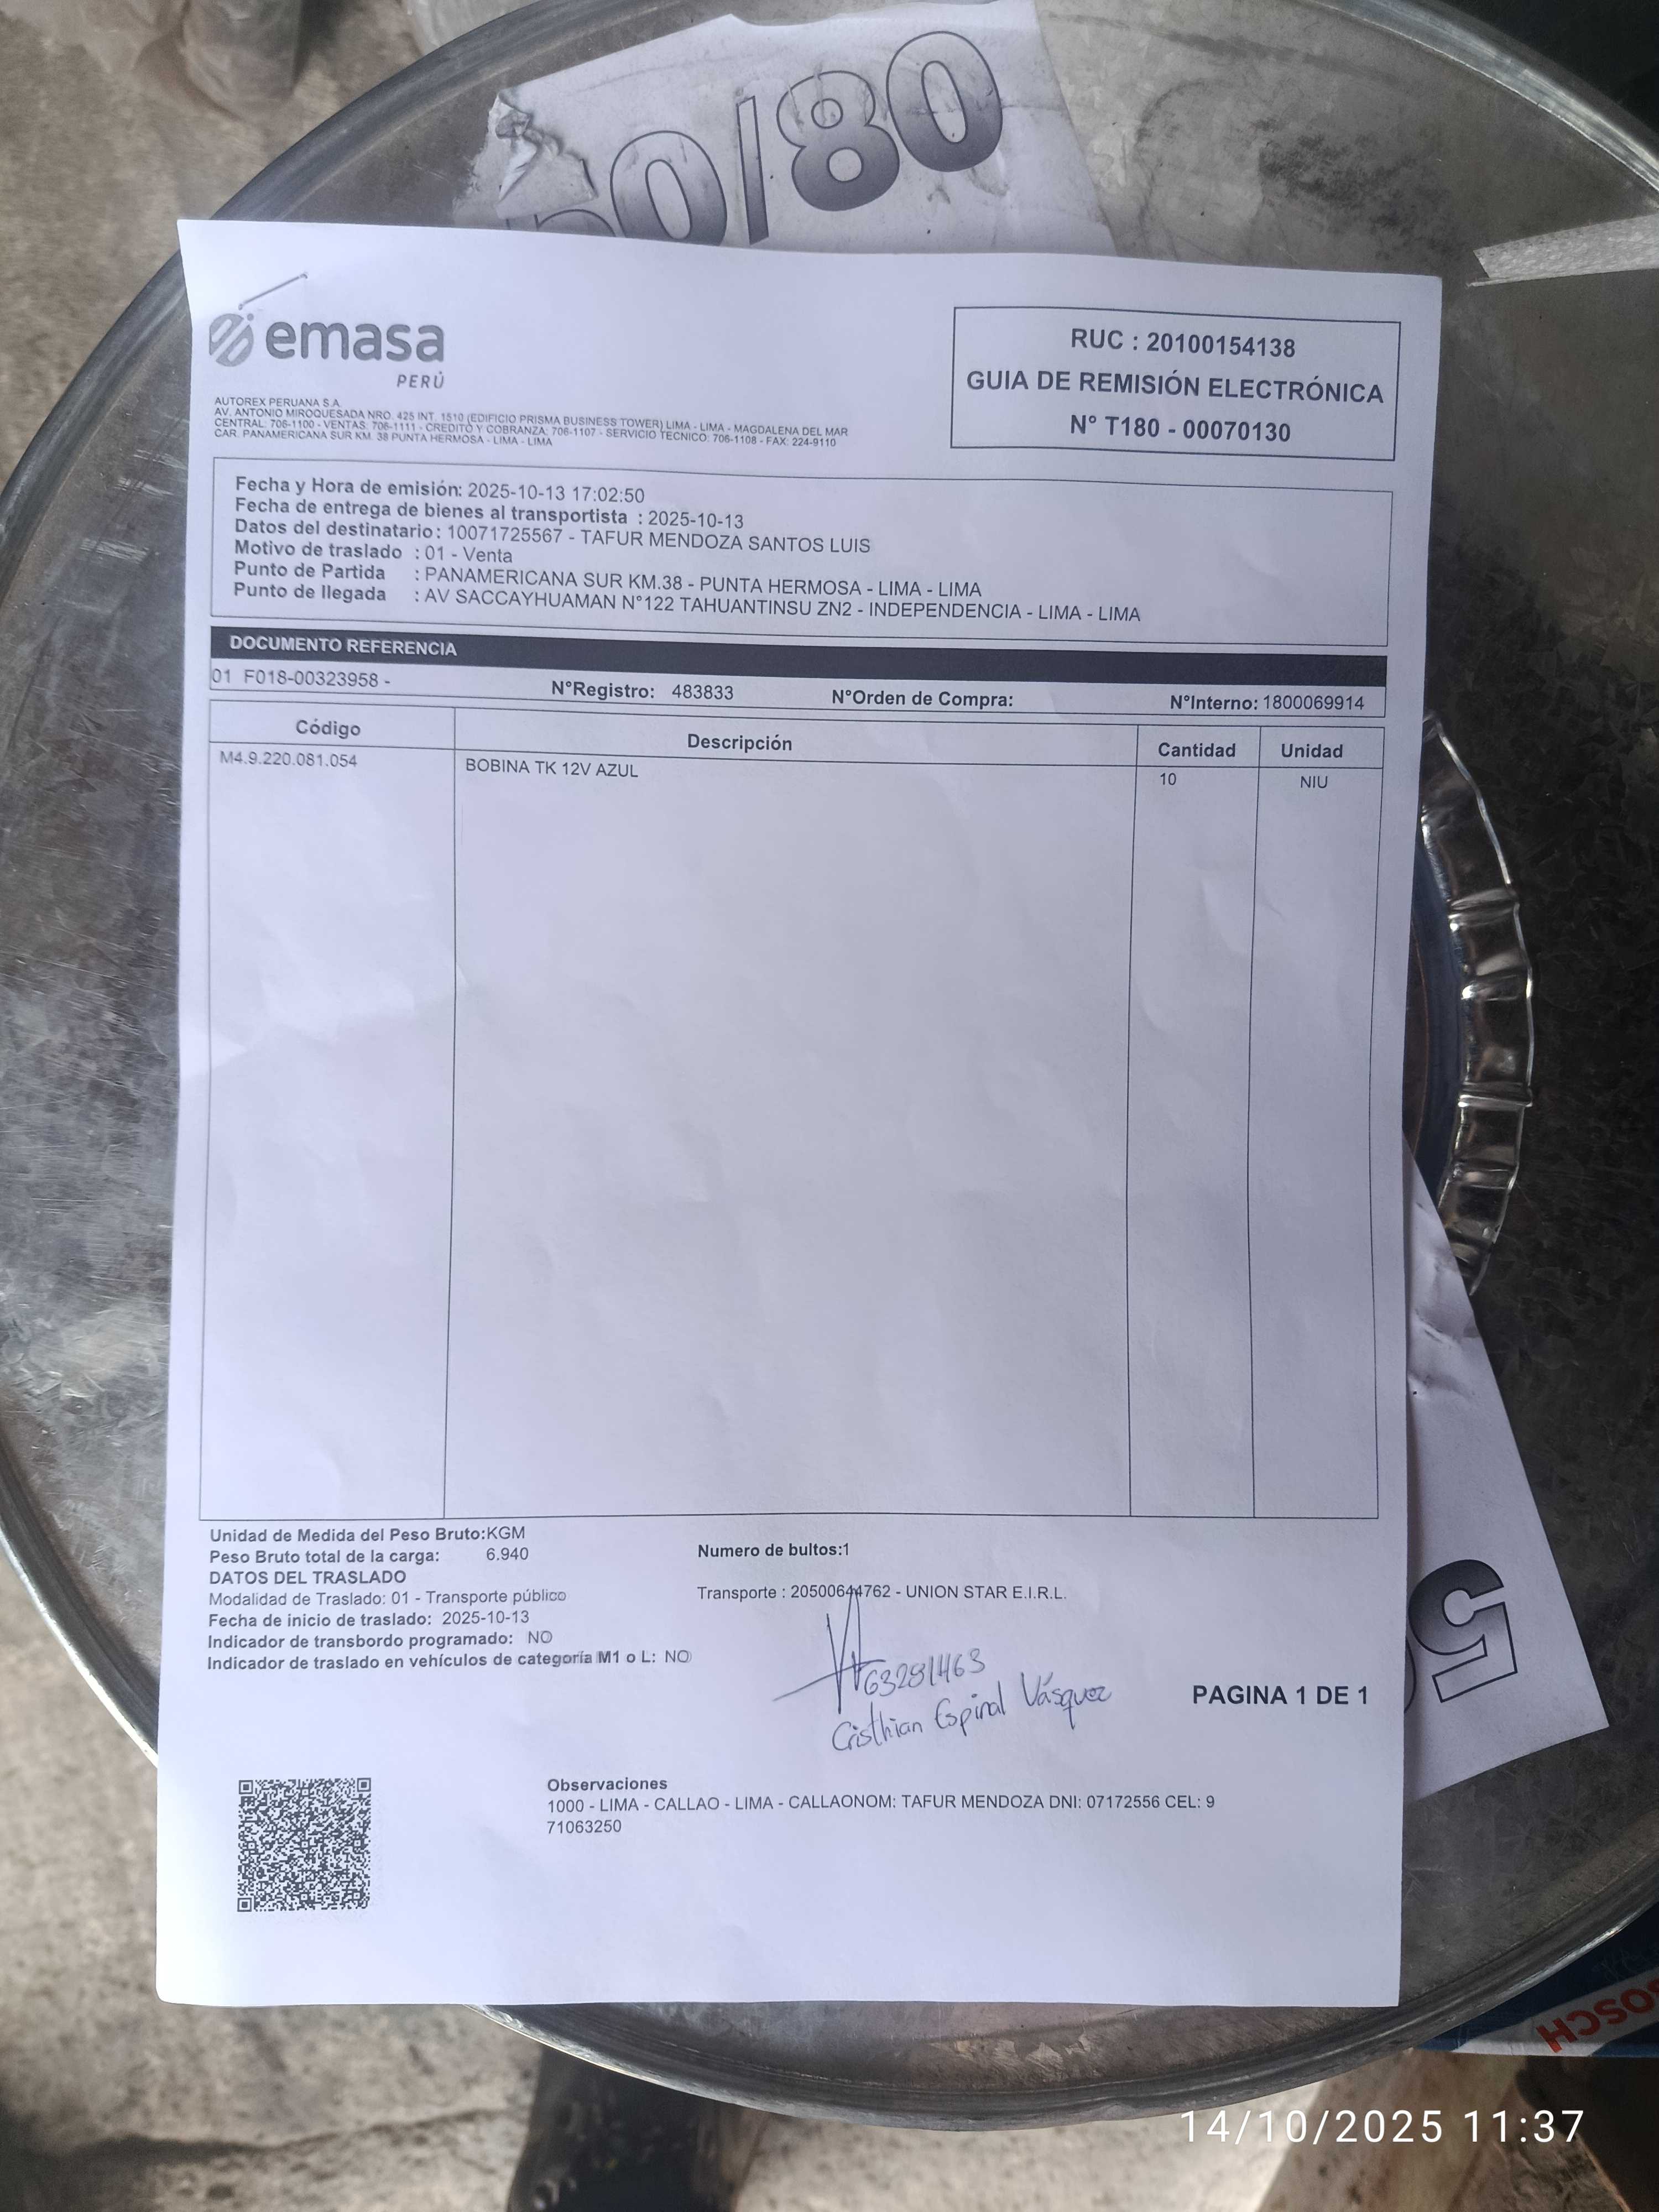 50/80
emasa
PERÚ
RUC : 20100154138
GUIA DE REMISIÓN ELECTRÓNICA
N° T180 - 00070130
AUTOREX PERUANA S.A.
AV. ANTONIO MIROQUESADA NRO. 425 INT. 1510 (EDIFICIO PRISMA BUSINESS TOWER) LIMA - LIMA - MAGDALENA DEL MAR
CENTRAL: 706-1100 - VENTAS: 706-1111 - CREDITO Y COBRANZA: 706-1107 - SERVICIO TECNICO: 706-1108 - FAX: 224-9110
CAR. PANAMERICANA SUR KM. 38 PUNTA HERMOSA - LIMA - LIMA
Fecha y Hora de emisión: 2025-10-13 17:02:50
Fecha de entrega de bienes al transportista : 2025-10-13
Datos del destinatario: 10071725567 - TAFUR MENDOZA SANTOS LUIS
Motivo de traslado : 01 - Venta
Punto de Partida : PANAMERICANA SUR KM.38 - PUNTA HERMOSA - LIMA - LIMA
Punto de llegada : AV SACCAYHUAMAN N°122 TAHUANTINSU ZN2 - INDEPENDENCIA - LIMA - LIMA
DOCUMENTO REFERENCIA
01 F018-00323958 - N°Registro: 483833 N°Orden de Compra: N°Interno: 1800069914
Código Descripción Cantidad Unidad
M4.9.220.081.054 BOBINA TK 12V AZUL 10 NIU
Unidad de Medida del Peso Bruto:KGM
Peso Bruto total de la carga: 6.940 Numero de bultos:1
DATOS DEL TRASLADO
Modalidad de Traslado: 01 - Transporte público Transporte : 20500644762 - UNION STAR E.I.R.L.
Fecha de inicio de traslado: 2025-10-13
Indicador de transbordo programado: NO
Indicador de traslado en vehículos de categoría M1 o L: NO
63281463
Cristhian Espinal Vásquez
PAGINA 1 DE 1
Observaciones
1000 - LIMA - CALLAO - LIMA - CALLAONOM: TAFUR MENDOZA DNI: 07172556 CEL: 9
71063250
5
BOSCH
14/10/2025 11:37